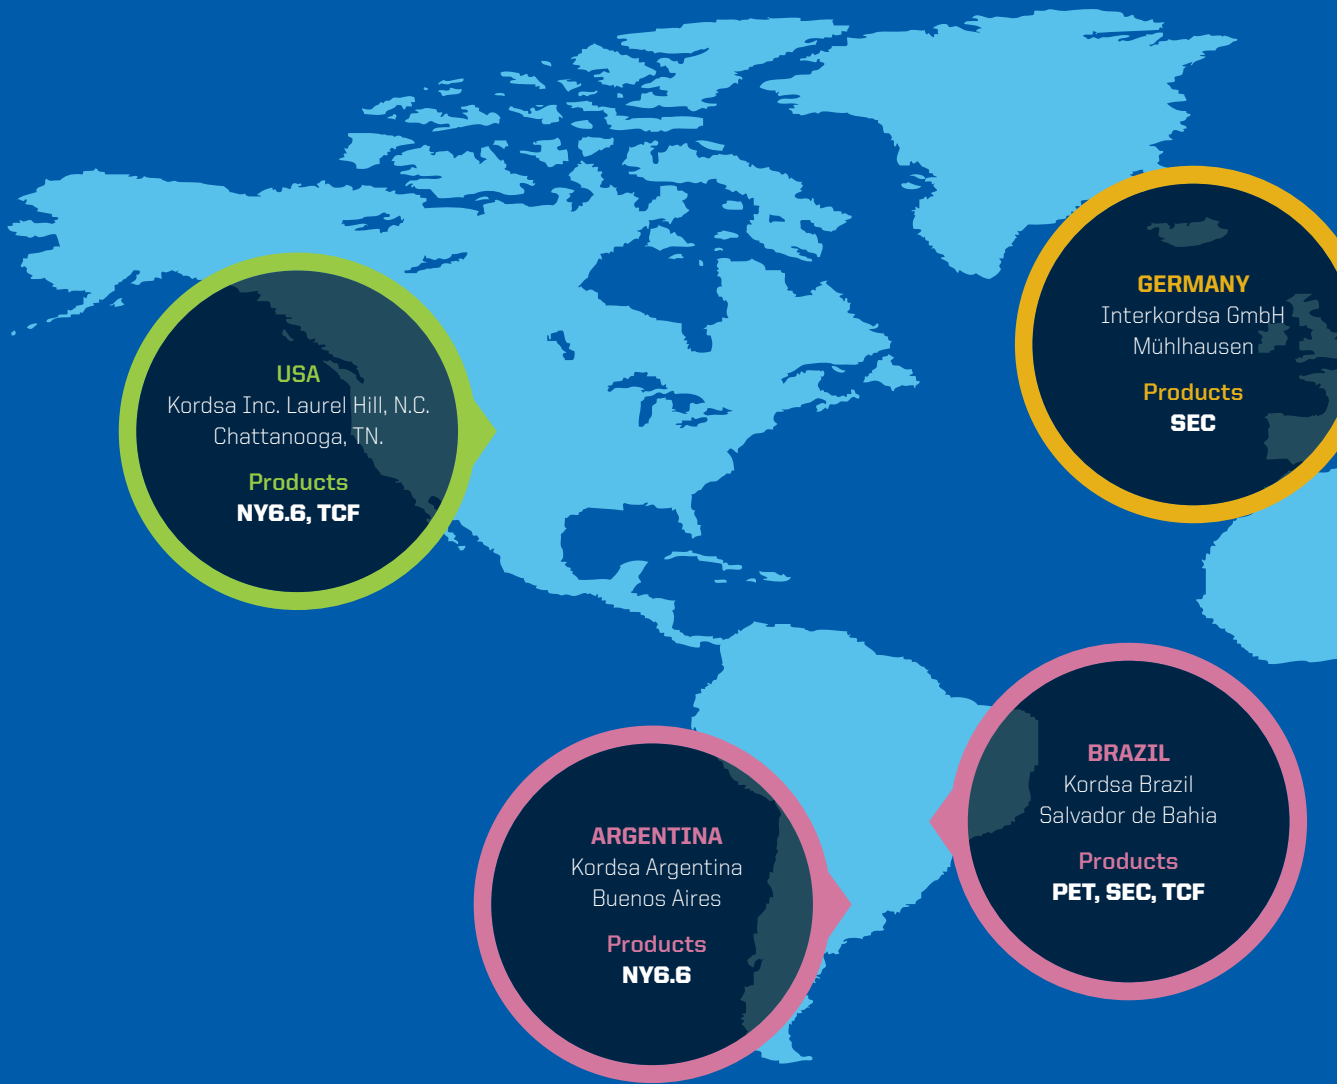 GERMANY
Interkordsa GmbH
Mühlhausen
Products
SEC
USA
Kordsa Inc. Laurel Hill, N.C.
Chattanooga, TN.
Products
NY6.6, TCF
BRAZIL
Kordsa Brazil
Salvador de Bahia
Products
PET, SEC, TCF
ARGENTINA
Kordsa Argentina
Buenos Aires
Products
NY6.6